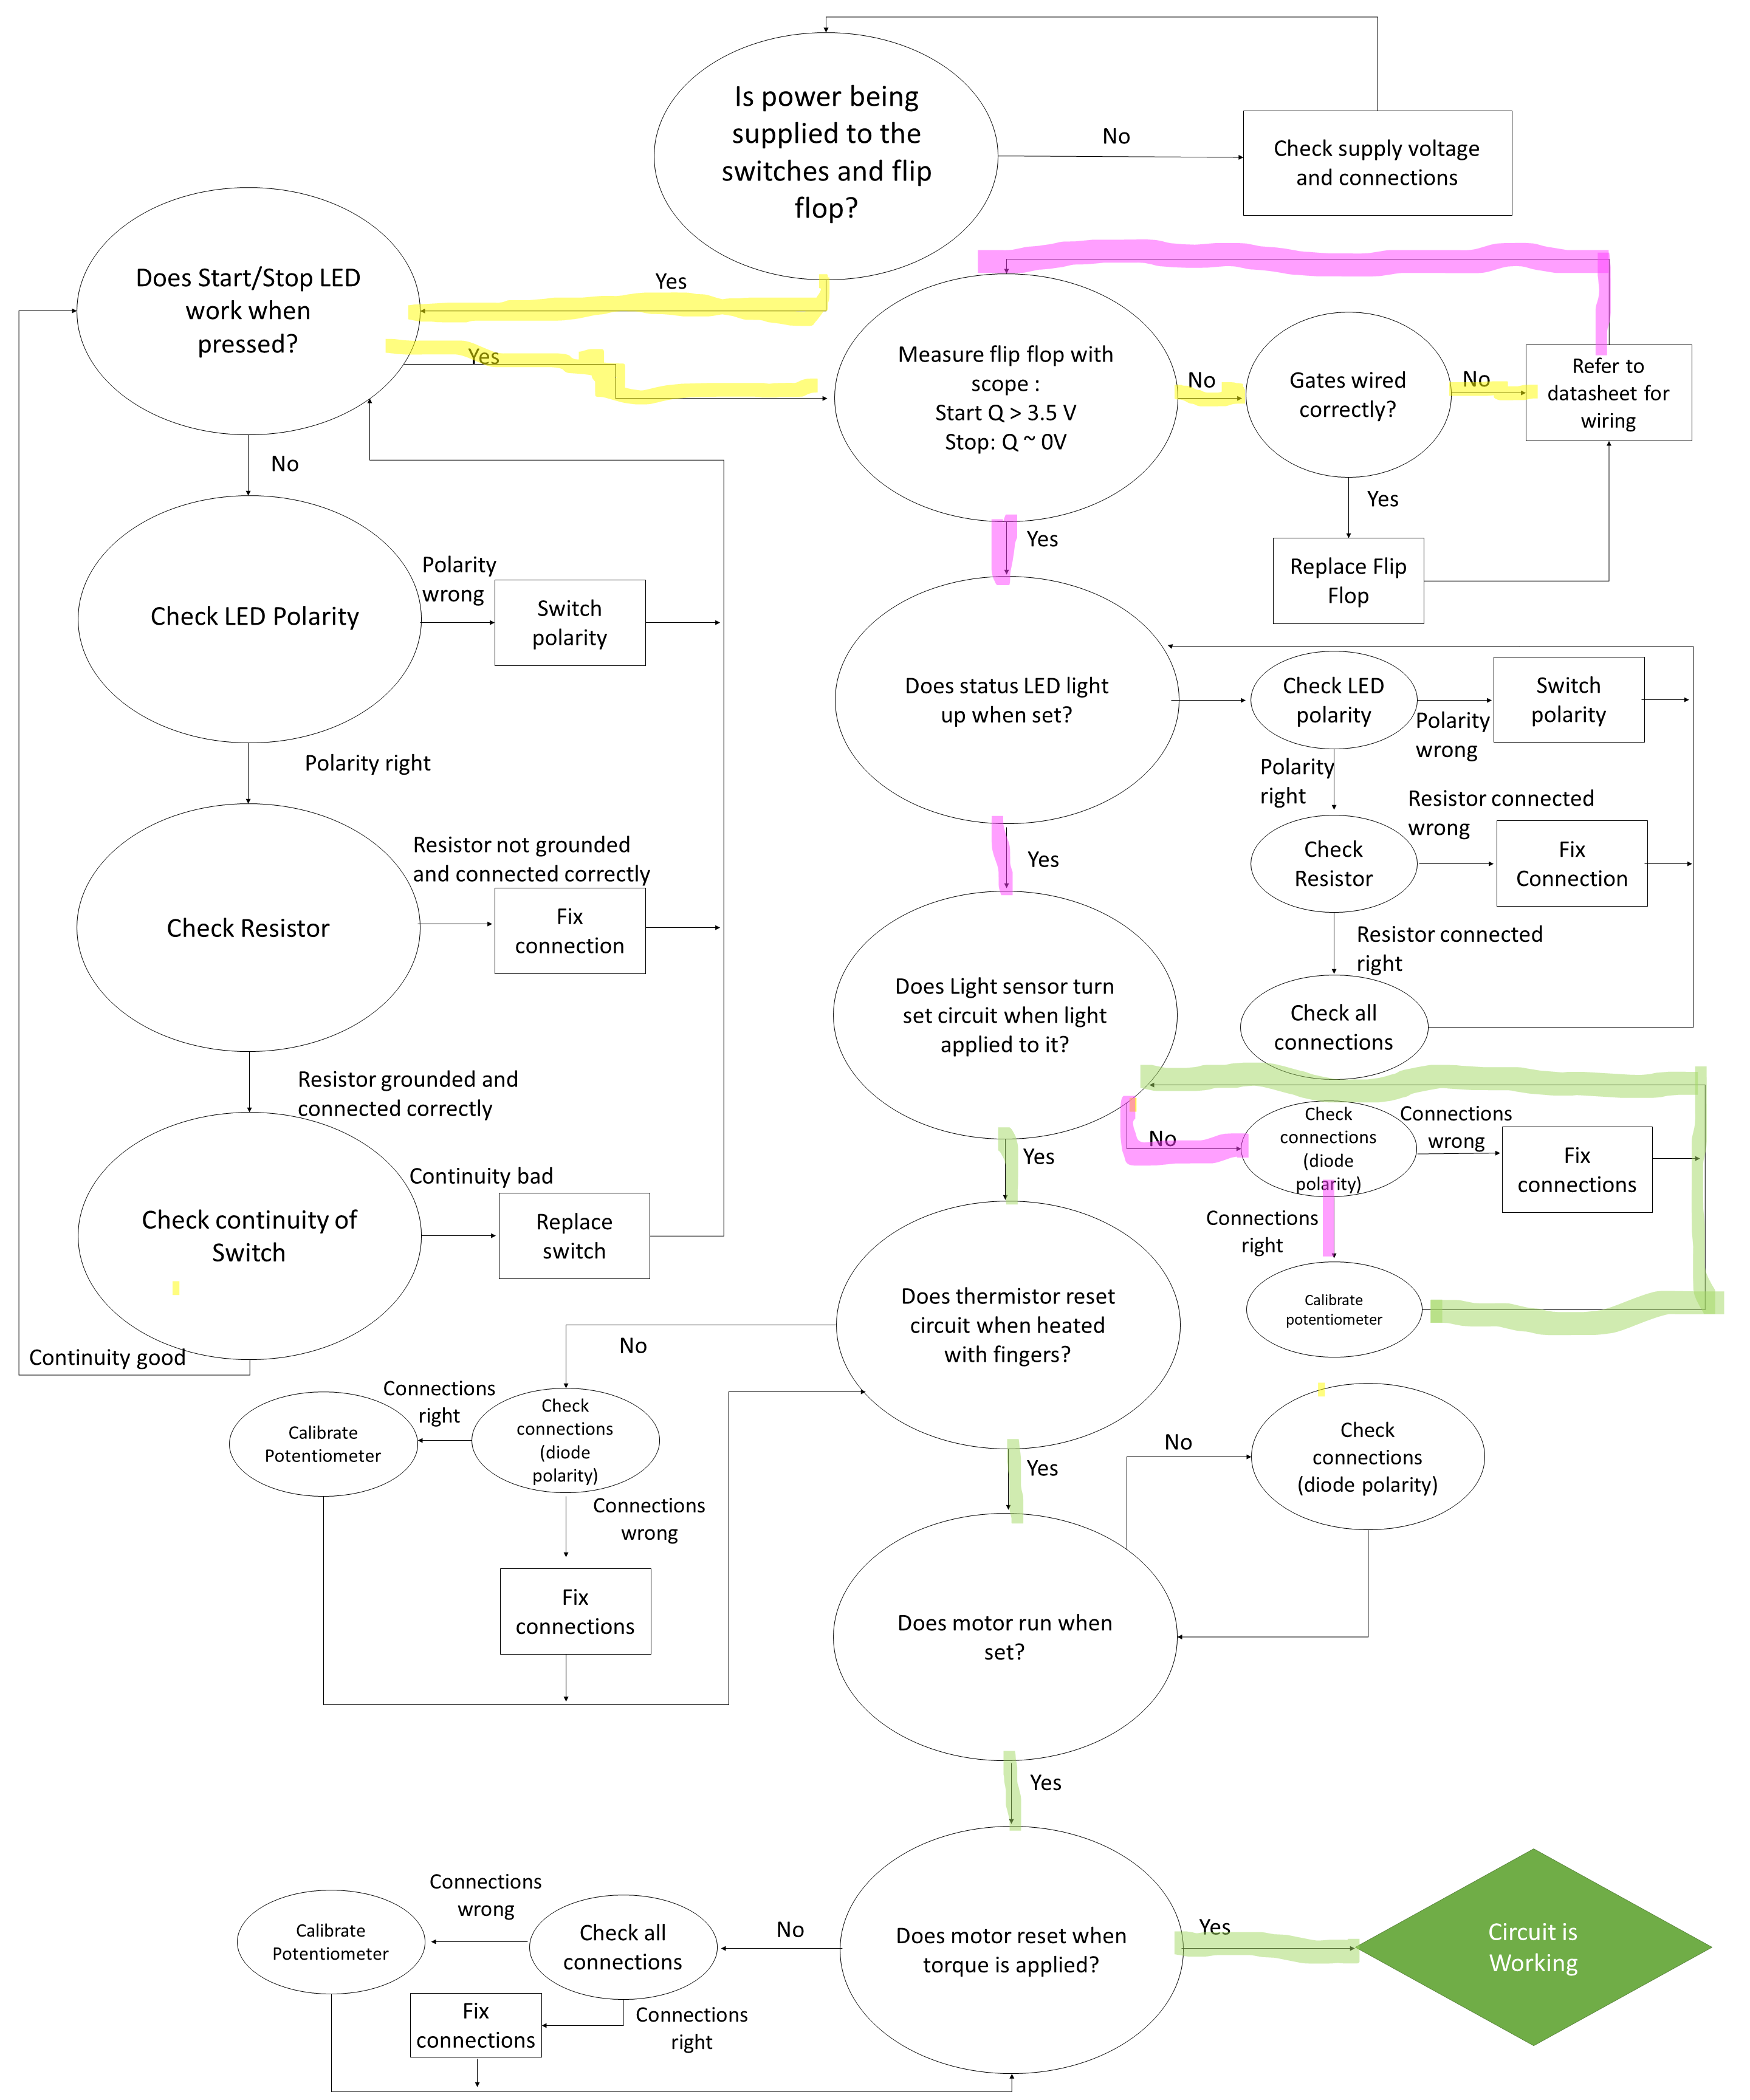 Is power being
supplied to the
switches and flip
flop?
No
Check supply voltage
and connections
Yes
Does Start/Stop LED
work when
pressed?
Yes
Measure flip flop with
scope :
Start Q > 3.5 V
Stop: Q ~ 0V
No
Gates wired
correctly?
No
Refer to
datasheet for
wiring
Yes
Replace Flip
Flop
No
Check LED Polarity
Polarity
wrong
Switch
polarity
Polarity right
Check Resistor
Resistor not grounded
and connected correctly
Fix
connection
Resistor grounded and
connected correctly
Check continuity of
Switch
Continuity bad
Replace
switch
Continuity good
Yes
Does status LED light
up when set?
Check LED
polarity
Polarity
wrong
Switch
polarity
Polarity
right
Check
Resistor
Resistor connected
wrong
Fix
Connection
Resistor connected
right
Check all
connections
Yes
Does Light sensor turn
set circuit when light
applied to it?
No
Check
connections
(diode
polarity)
Connections
wrong
Fix
connections
Connections
right
Calibrate
potentiometer
Yes
Does thermistor reset
circuit when heated
with fingers?
No
Check
connections
(diode
polarity)
Connections
right
Calibrate
Potentiometer
Connections
wrong
Fix
connections
Yes
Does motor run when
set?
No
Check
connections
(diode polarity)
Yes
Does motor reset when
torque is applied?
No
Check all
connections
Connections
wrong
Calibrate
Potentiometer
Connections
right
Fix
connections
Yes
Circuit is
Working